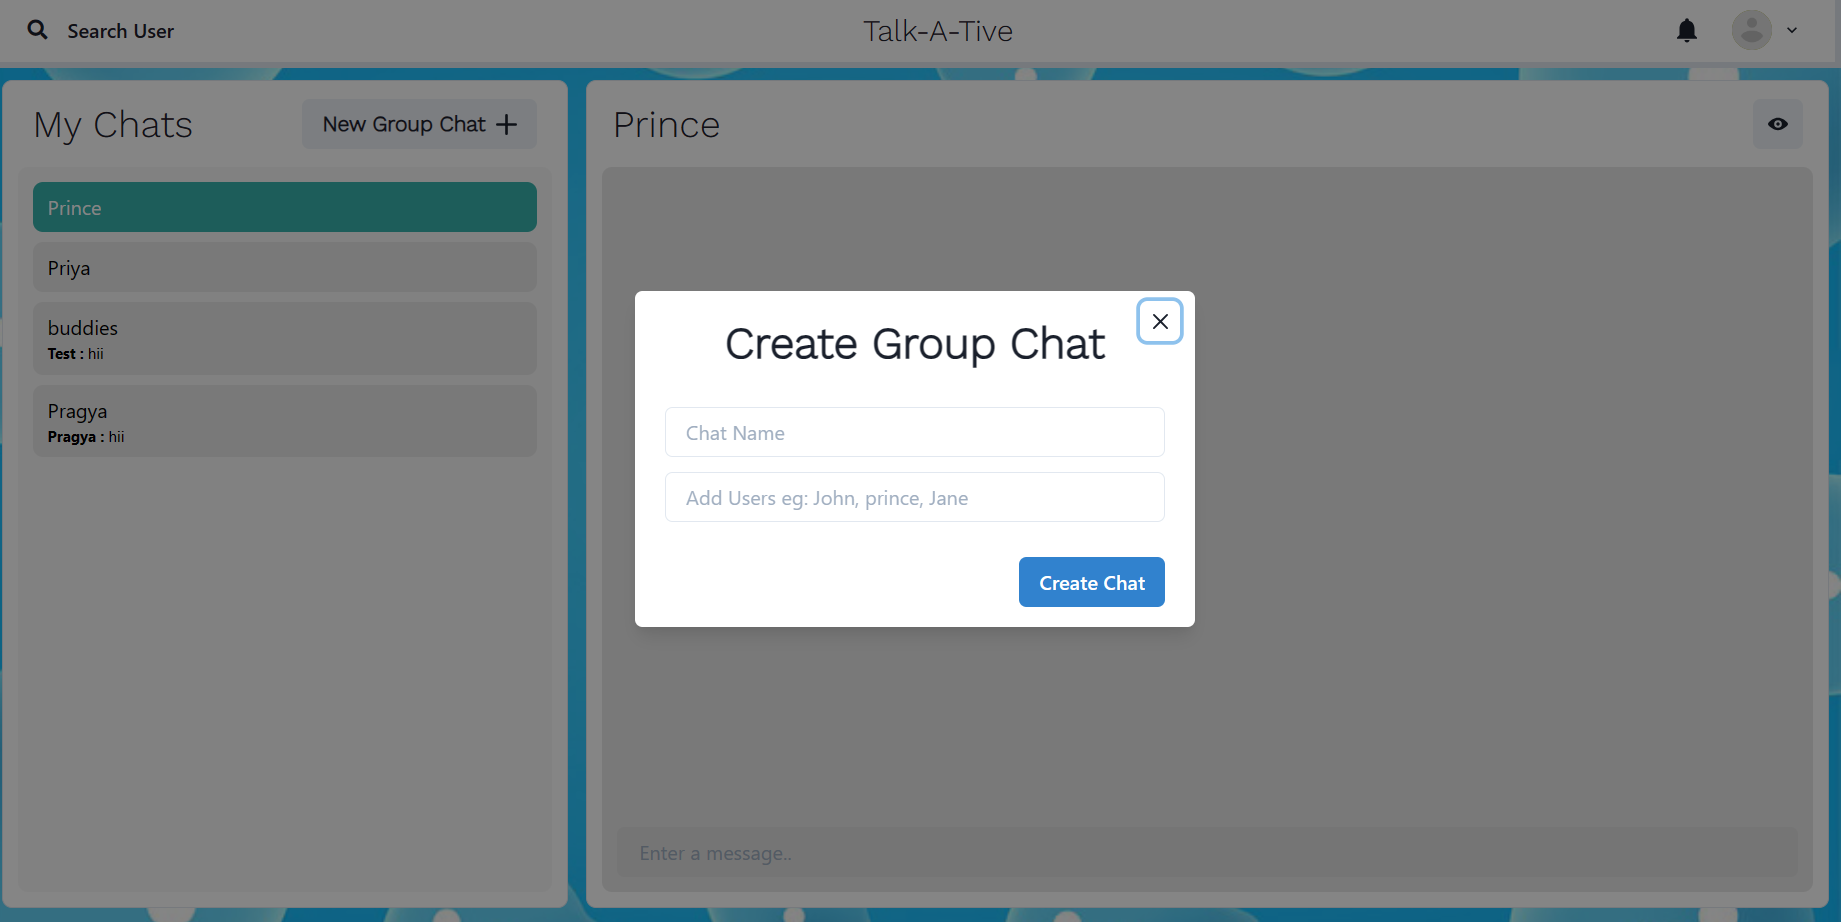 Search User
Talk-A-Tive
My Chats
New Group Chat
Prince
Priya
buddies
Test : hii
Pragya
Pragya : hii
Prince
Create Group Chat
Chat Name
Add Users eg: John, prince, Jane
Create Chat
Enter a message..